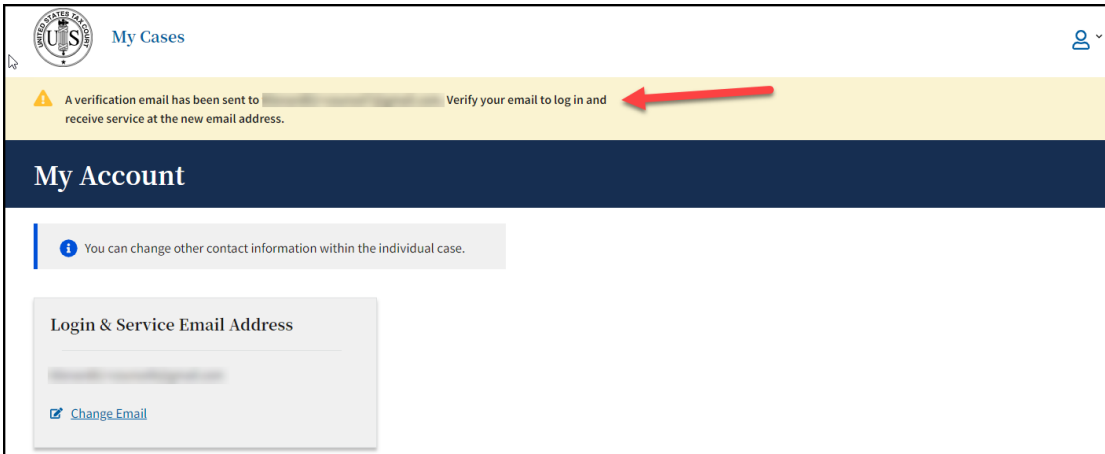 UNITED STATES TAX COURT
US
My Cases
A verification email has been sent to Verify your email to log in and
receive service at the new email address.
My Account
You can change other contact information within the individual case.
Login & Service Email Address
Change Email